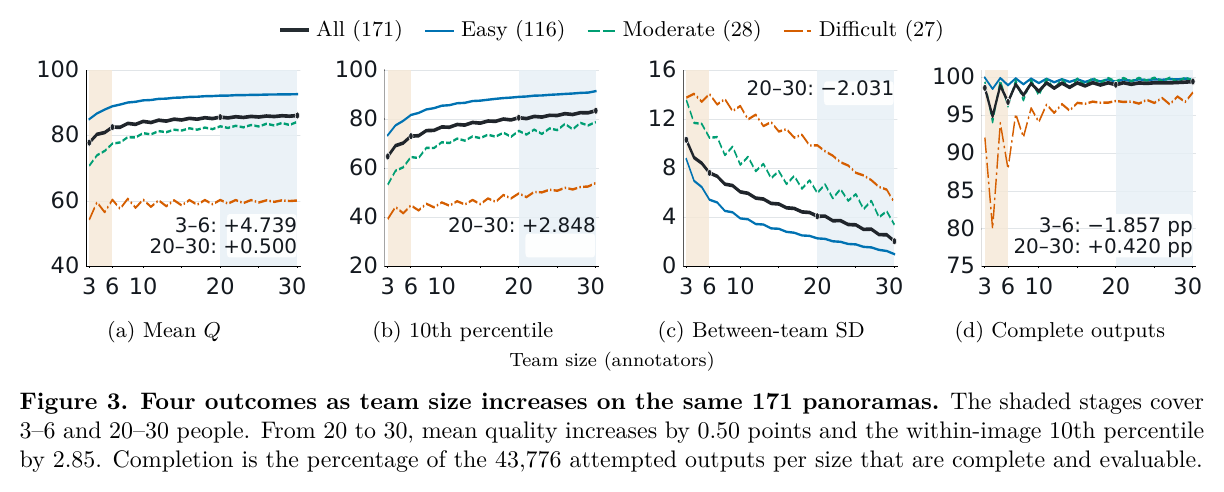 All (171) Easy (116) Moderate (28) Difficult (27)
100
80
60
40
3–6: +4.739
20–30: +0.500
3 6 10 20 30
(a) Mean Q
100
80
60
40
20
20–30: +2.848
3 6 10 20 30
(b) 10th percentile
16
12
8
4
0
20–30: −2.031
3 6 10 20 30
(c) Between-team SD
100
95
90
85
80
75
3–6: −1.857 pp
20–30: +0.420 pp
3 6 10 20 30
(d) Complete outputs
Team size (annotators)
Figure 3. Four outcomes as team size increases on the same 171 panoramas. The shaded stages cover
3–6 and 20–30 people. From 20 to 30, mean quality increases by 0.50 points and the within-image 10th percentile
by 2.85. Completion is the percentage of the 43,776 attempted outputs per size that are complete and evaluable.